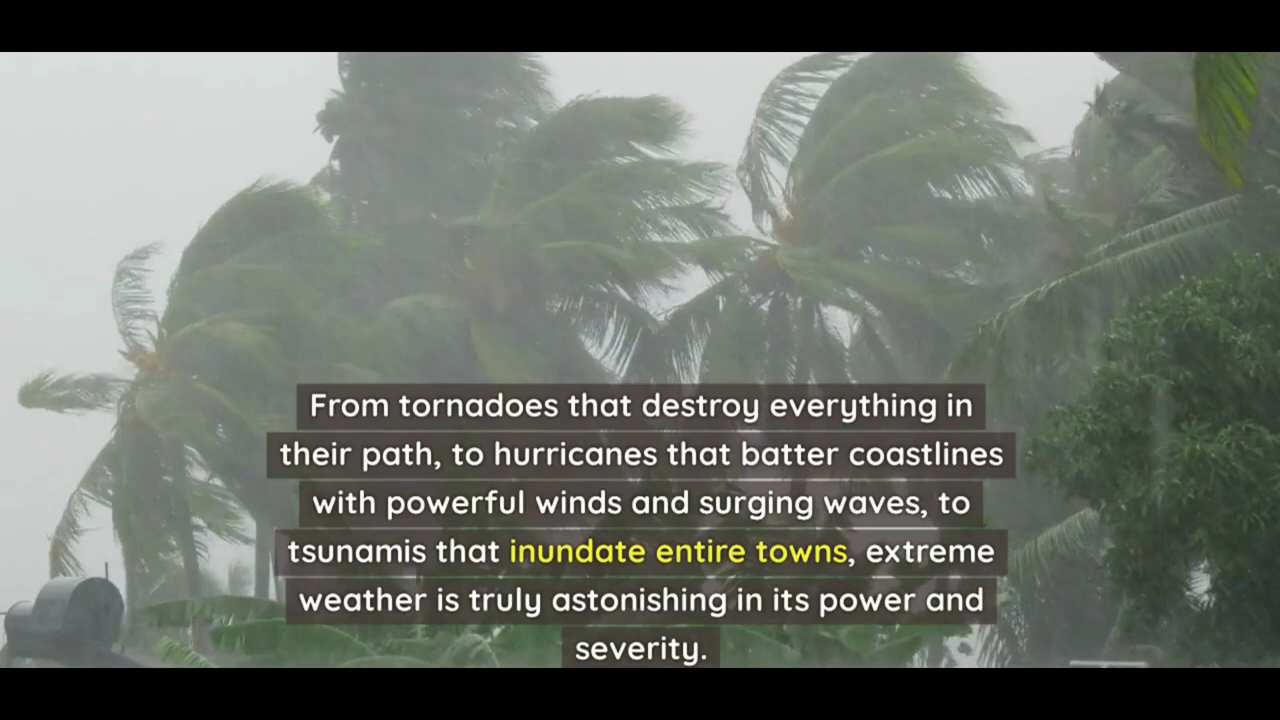 From tornadoes that destroy everything in
their path, to hurricanes that batter coastlines
with powerful winds and surging waves, to
tsunamis that inundate entire towns, extreme
weather is truly astonishing in its power and
severity.